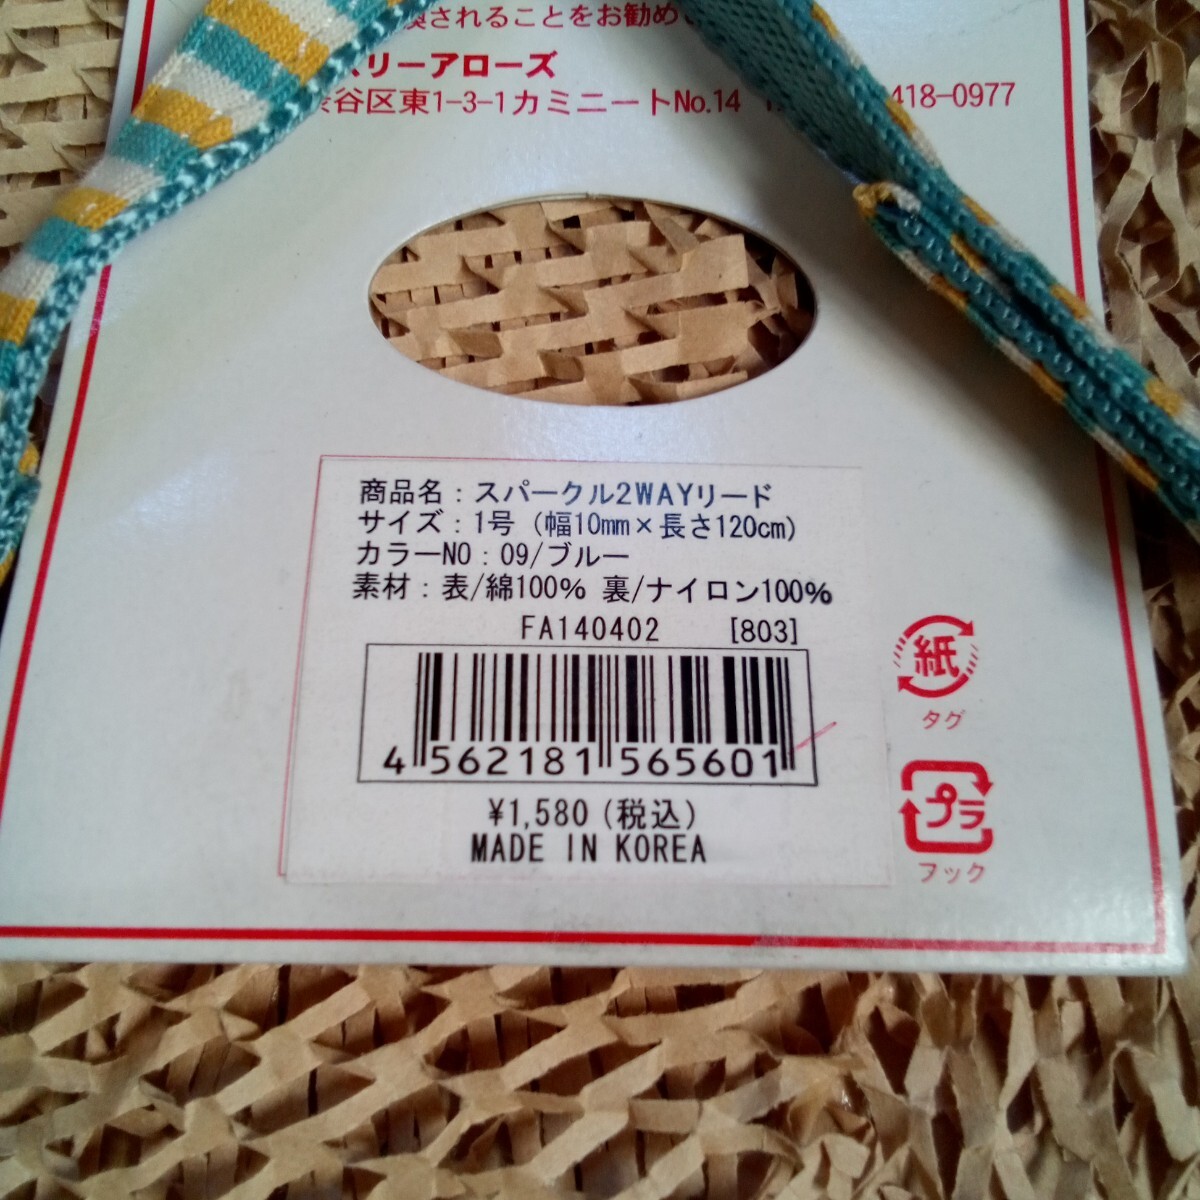 されることをお勧め
スリーアローズ
谷区東1-3-1カミニートNo.14 418-0977
商品名：スパークル2WAYリード
サイズ：1号（幅10mm×長さ120cm）
カラーNO：09/ブルー
素材：表/綿100% 裏/ナイロン100%
FA140402 [803]
4 562181 565601
¥1,580（税込）
MADE IN KOREA
紙
タグ
プラ
フック